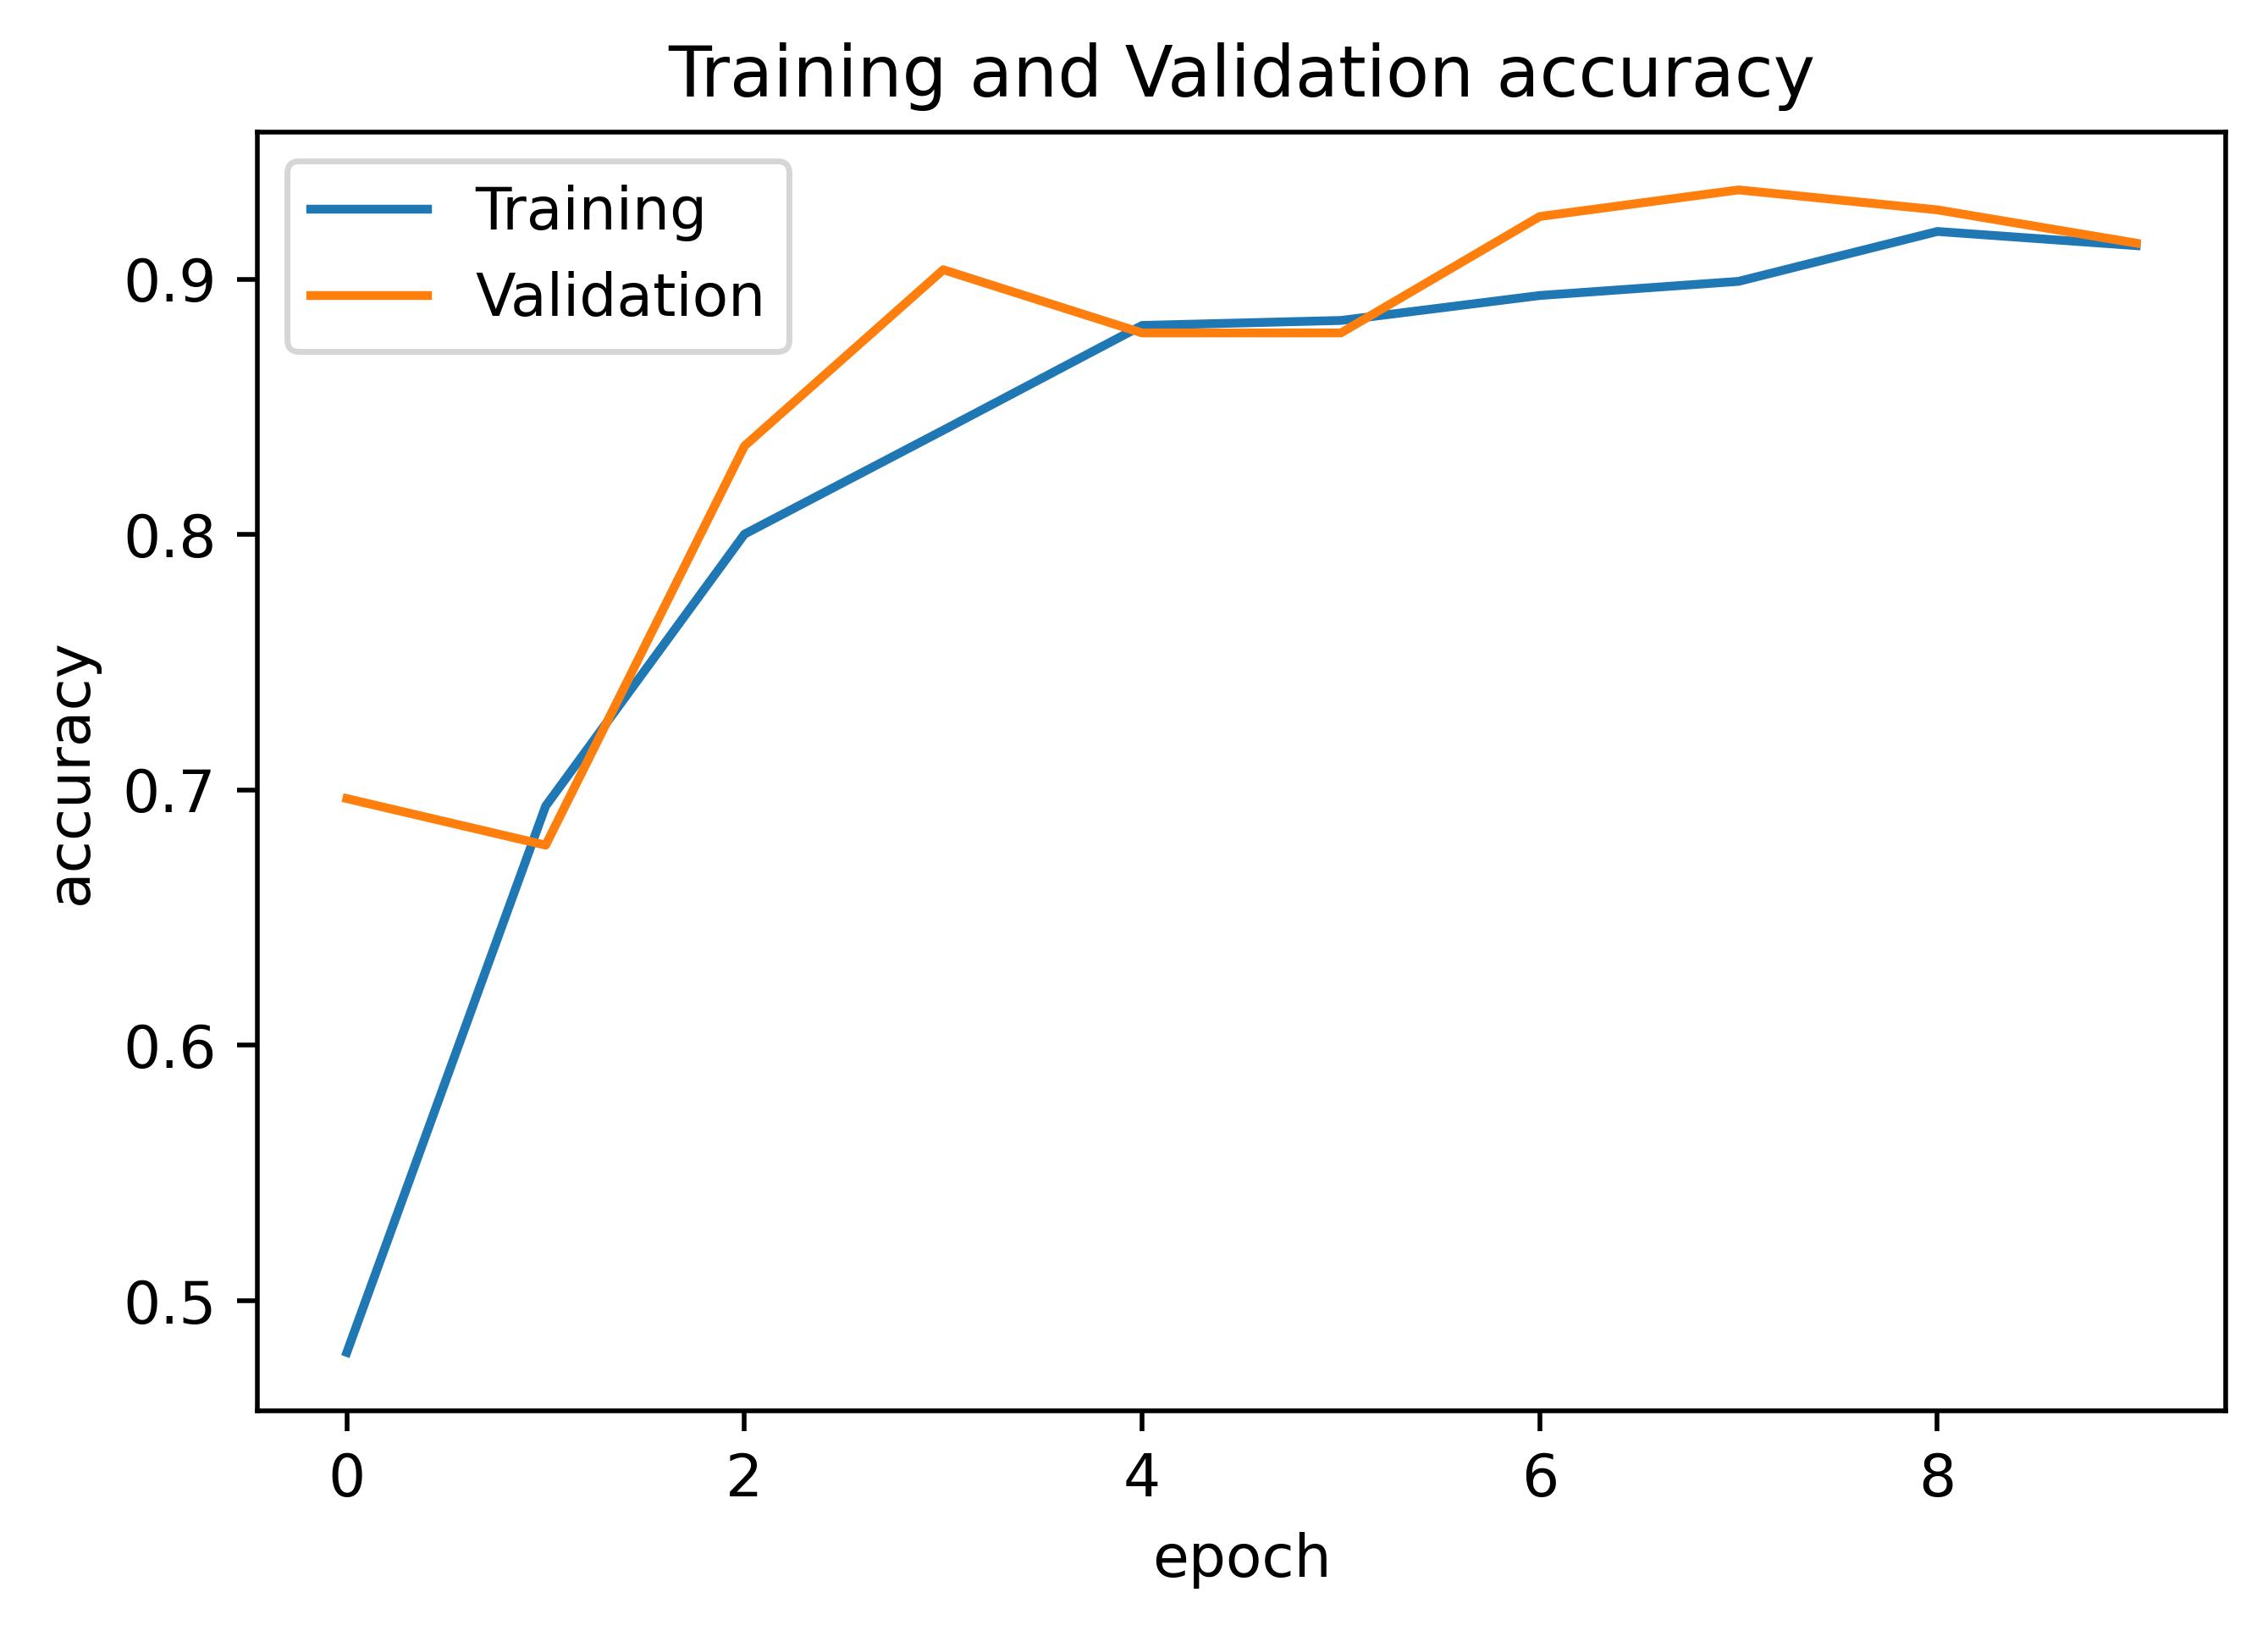 Training and Validation accuracy
Training
Validation
0.9
0.8
0.7
0.6
0.5
accuracy
0 2 4 6 8
epoch